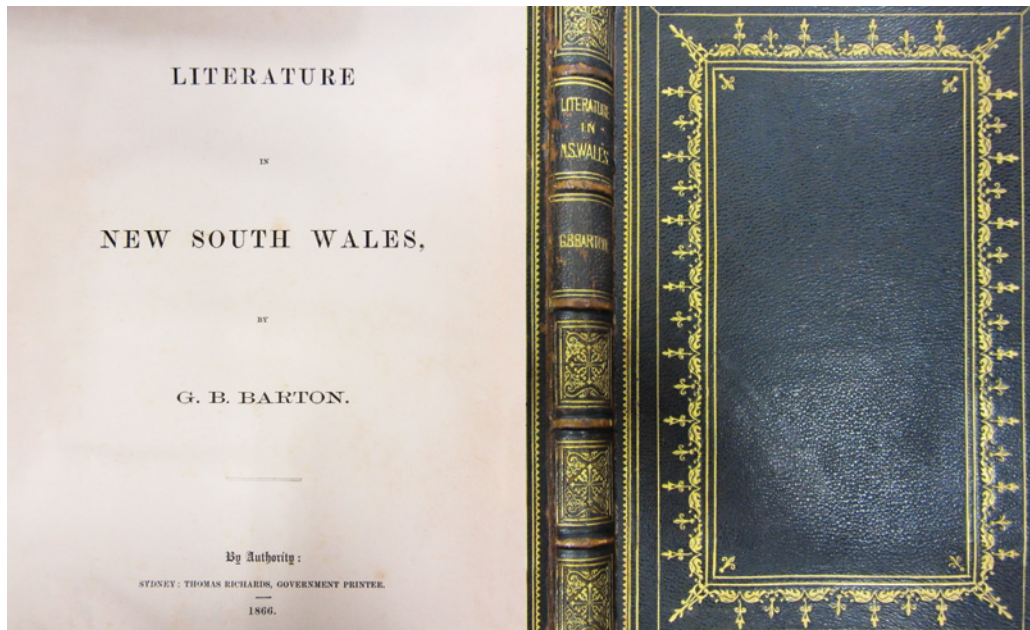 LITERATURE
IN
NEW SOUTH WALES,
BY
G. B. BARTON.
By Authority:
SYDNEY: THOMAS RICHARDS, GOVERNMENT PRINTER.
1866.
LITERATURE
IN
N.S.WALES
G.B.BARTON